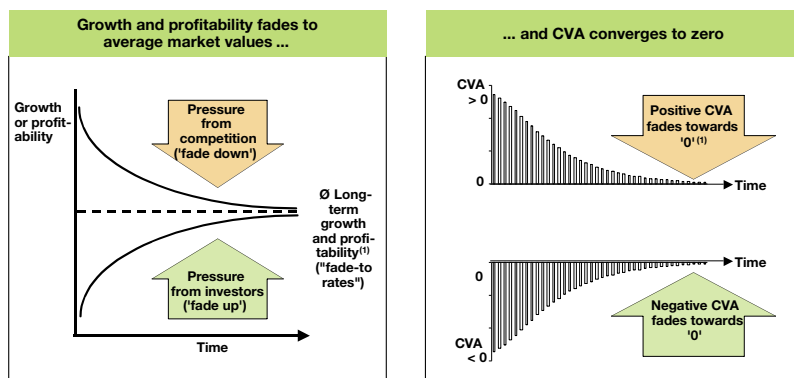 Growth and profitability fades to
average market values ...
Growth
or profit-
ability
Pressure
from
competition
('fade down')
Ø Long-
term
growth
and profi-
tability(1)
("fade-to
rates")
Pressure
from investors
('fade up')
Time
... and CVA converges to zero
CVA
> 0
Positive CVA
fades towards
'0'(1)
0
Time
0
Time
Negative CVA
fades towards
'0'
CVA
< 0